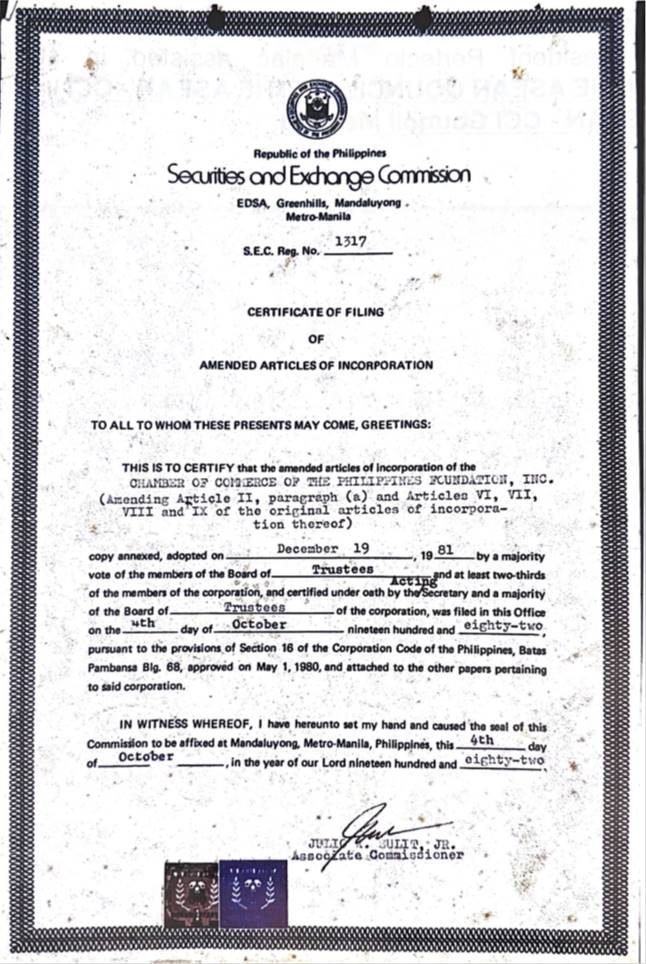 Republic of the Philippines
Securities and Exchange Commission
EDSA, Greenhills, Mandaluyong
Metro-Manila
S.E.C. Reg. No. 1317
CERTIFICATE OF FILING
OF
AMENDED ARTICLES OF INCORPORATION
TO ALL TO WHOM THESE PRESENTS MAY COME, GREETINGS:
THIS IS TO CERTIFY that the amended articles of incorporation of the
CHAMBER OF COMMERCE OF THE PHILIPPINES FOUNDATION, INC.
(Amending Article II, paragraph (a) and Articles VI, VII,
VIII and IX of the original articles of incorpora-
tion thereof)
copy annexed, adopted on December 19, 19 81 by a majority
vote of the members of the Board of Trustees and at least two-thirds
Acting
of the members of the corporation, and certified under oath by the Secretary and a majority
of the Board of Trustees of the corporation, was filed in this Office
on the 4th day of October nineteen hundred and eighty-two,
pursuant to the provisions of Section 16 of the Corporation Code of the Philippines, Batas
Pambansa Blg. 68, approved on May 1, 1980, and attached to the other papers pertaining
to said corporation.
IN WITNESS WHEREOF, I have hereunto set my hand and caused the seal of this
Commission to be affixed at Mandaluyong, Metro-Manila, Philippines, this 4th day
of October, in the year of our Lord nineteen hundred and eighty-two
SULIT, JR.
Associate Commissioner